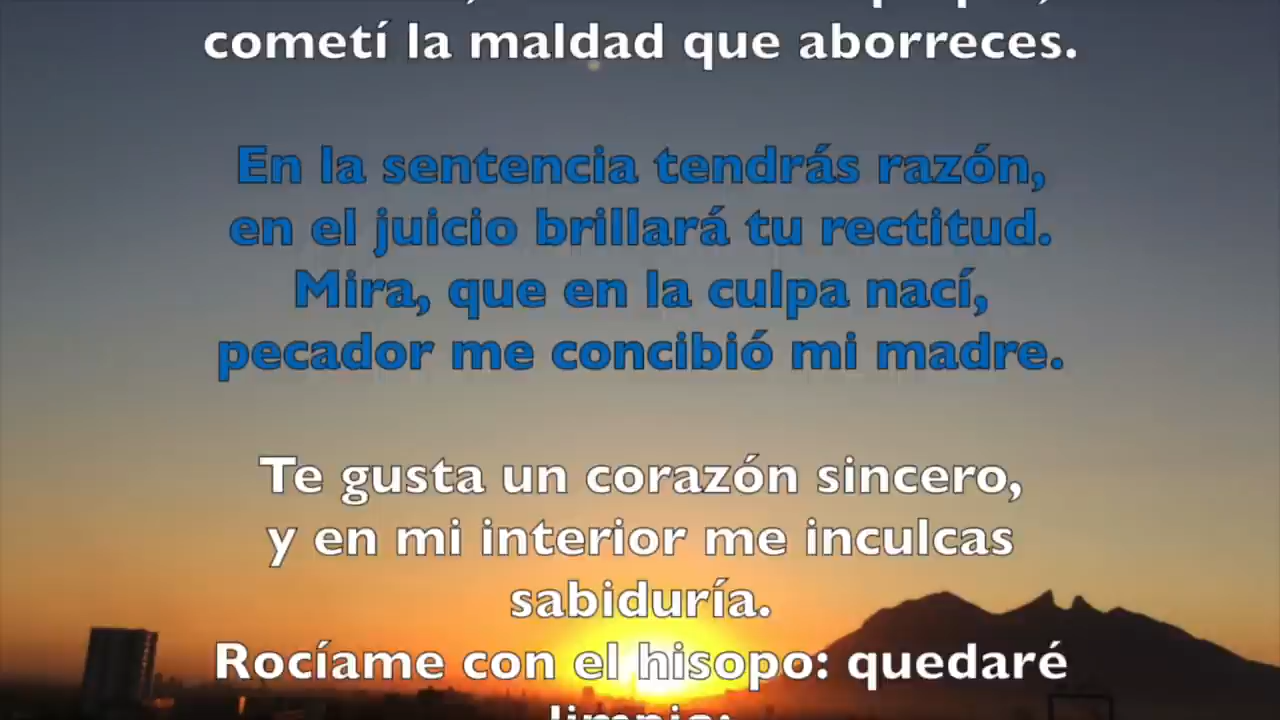 cometí la maldad que aborreces.
En la sentencia tendrás razón,
en el juicio brillará tu rectitud.
Mira, que en la culpa nací,
pecador me concibió mi madre.
Te gusta un corazón sincero,
y en mi interior me inculcas
sabiduría.
Rocíame con el hisopo: quedaré